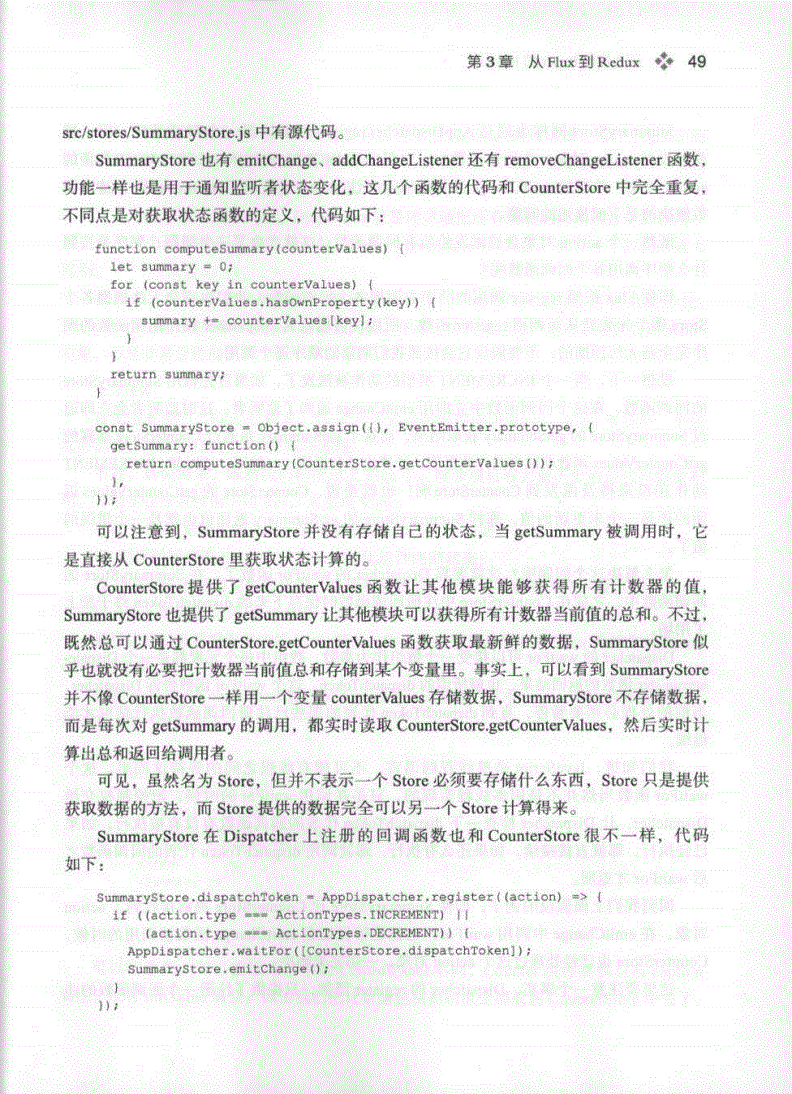 第3章 从 Flux 到 Redux 49
src/stores/SummaryStore.js 中有源代码。
SummaryStore 也有 emitChange、addChangeListener 还有 removeChangeListener 函数,
功能一样也是用于通知监听者状态变化，这几个函数的代码和 CounterStore 中完全重复,
不同点是对获取状态函数的定义，代码如下：
function computeSummary(counterValues) {
let summary = 0;
for (const key in counterValues) {
if (counterValues.hasOwnProperty(key)) {
summary += counterValues[key];
}
}
return summary;
}
const SummaryStore = Object.assign({}, EventEmitter.prototype, {
getSummary: function() {
return computeSummary(CounterStore.getCounterValues());
},
});
可以注意到，SummaryStore 并没有存储自己的状态，当 getSummary 被调用时，它
是直接从 CounterStore 里获取状态计算的。
CounterStore 提供了 getCounterValues 函数让其他模块能够获得所有计数器的值,
SummaryStore 也提供了 getSummary 让其他模块可以获得所有计数器当前值的总和。不过,
既然总可以通过 CounterStore.getCounterValues 函数获取最新鲜的数据，SummaryStore 似
乎也就没有必要把计数器当前值总和存储到某个变量里。事实上，可以看到 SummaryStore
并不像 CounterStore 一样用一个变量 counterValues 存储数据，SummaryStore 不存储数据,
而是每次对 getSummary 的调用，都实时读取 CounterStore.getCounterValues，然后实时计
算出总和返回给调用者。
可见，虽然名为 Store，但并不表示一个 Store 必须要存储什么东西，Store 只是提供
获取数据的方法，而 Store 提供的数据完全可以另一个 Store 计算得来。
SummaryStore 在 Dispatcher 上注册的回调函数也和 CounterStore 很不一样，代码
如下：
SummaryStore.dispatchToken = AppDispatcher.register((action) => {
if ((action.type === ActionTypes.INCREMENT) ||
(action.type === ActionTypes.DECREMENT)) {
AppDispatcher.waitFor([CounterStore.dispatchToken]);
SummaryStore.emitChange();
}
});